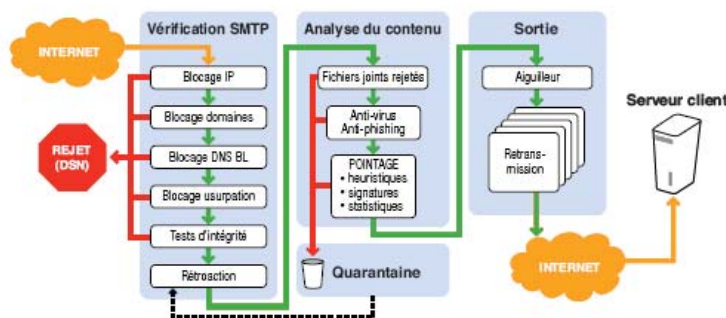 Vérification SMTP
INTERNET
Blocage IP
Blocage domaines
REJET
(DSN)
Blocage DNS BL
Blocage usurpation
Tests d'intégrité
Rétroaction
Analyse du contenu
Fichiers joints rejetés
Anti-virus
Anti-phishing
POINTAGE
• heuristiques
• signatures
• statistiques
Quarantaine
Sortie
Aiguilleur
Retrans-
mission
INTERNET
Serveur client